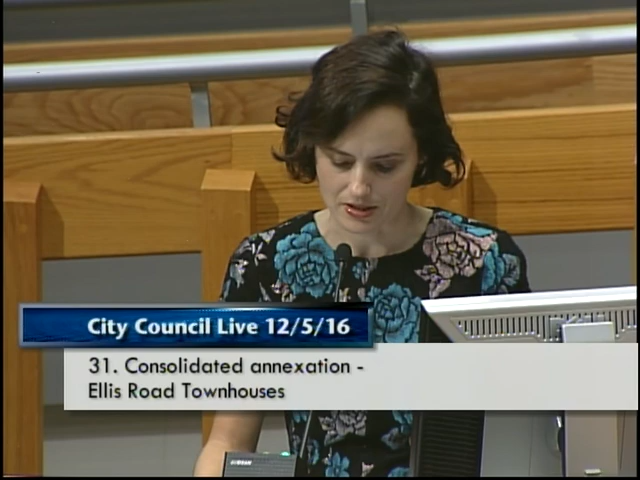 City Council Live 12/5/16
31. Consolidated annexation -
Ellis Road Townhouses